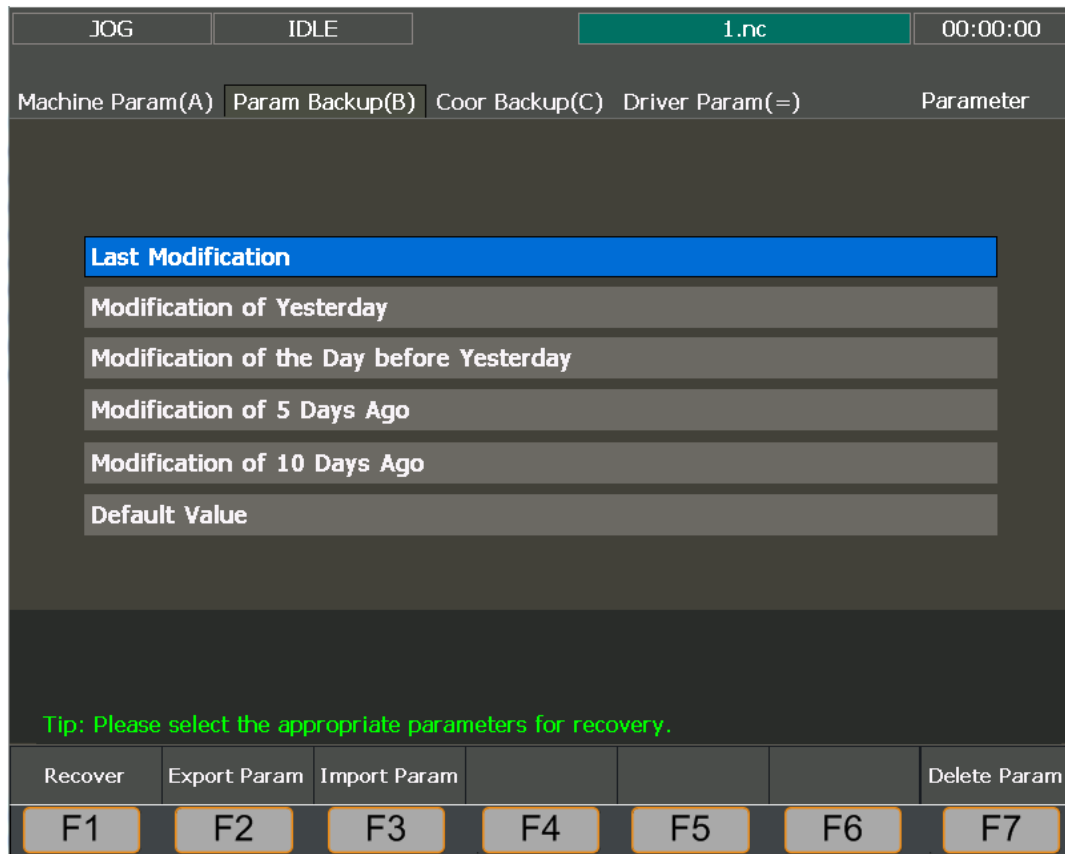 JOG IDLE 1.nc 00:00:00
Machine Param(A) Param Backup(B) Coor Backup(C) Driver Param(=) Parameter
Last Modification
Modification of Yesterday
Modification of the Day before Yesterday
Modification of 5 Days Ago
Modification of 10 Days Ago
Default Value
Tip: Please select the appropriate parameters for recovery.
Recover Export Param Import Param Delete Param
F1 F2 F3 F4 F5 F6 F7